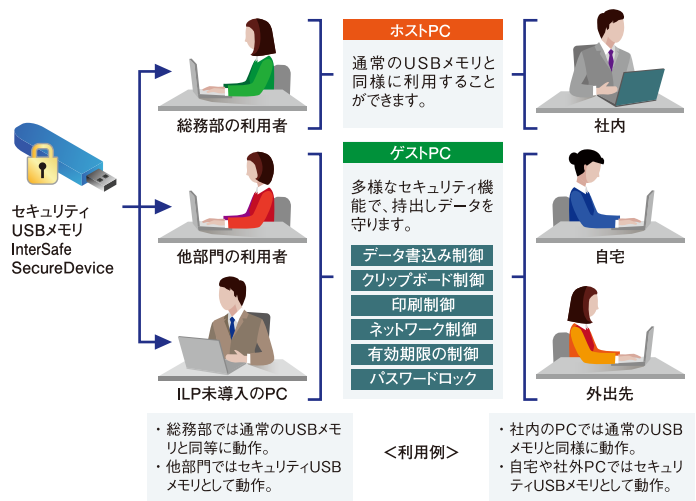 セキュリティ
USBメモリ
InterSafe
SecureDevice
総務部の利用者
他部門の利用者
ILP未導入のPC
ホストPC
通常のUSBメモリと
同様に利用すること
ができます。
ゲストPC
多様なセキュリティ機
能で、持出しデータを
守ります。
データ書込み制御
クリップボード制御
印刷制御
ネットワーク制御
有効期限の制御
パスワードロック
社内
自宅
外出先
・総務部では通常のUSBメモ
リと同等に動作。
・他部門ではセキュリティUSB
メモリとして動作。
＜利用例＞
・社内のPCでは通常のUSB
メモリと同様に動作。
・自宅や社外PCではセキュリ
ティUSBメモリとして動作。